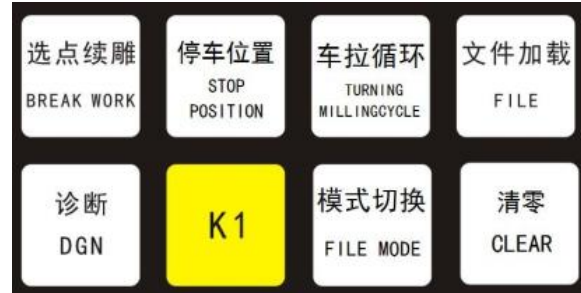 选点续雕
BREAK WORK
停车位置
STOP
POSITION
车拉循环
TURNING
MILLINGCYCLE
文件加载
FILE
诊断
DGN
K1
模式切换
FILE MODE
清零
CLEAR